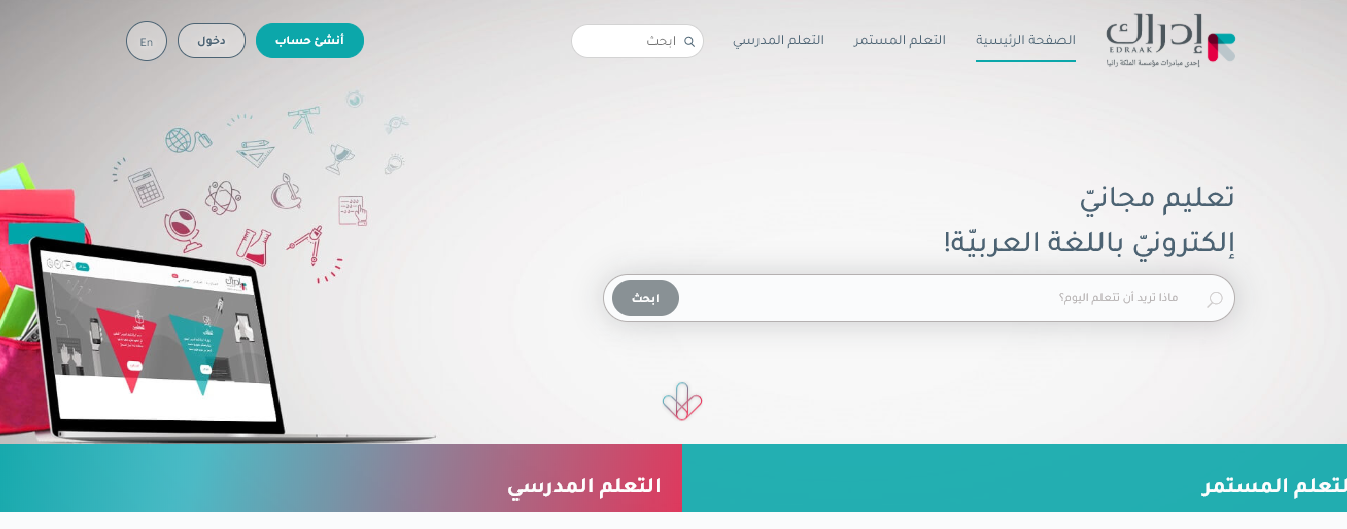 إدراك
EDRAAK
إحدى مبادرات مؤسسة الملكة رانيا
الصفحة الرئيسية
التعلم المستمر
التعلم المدرسي
ابحث
أنشئ حساب
دخول
En
تعليم مجانيّ
إلكترونيّ باللغة العربيّة!
ماذا تريد أن تتعلم اليوم؟
ابحث
لتعلم المستمر
التعلم المدرسي